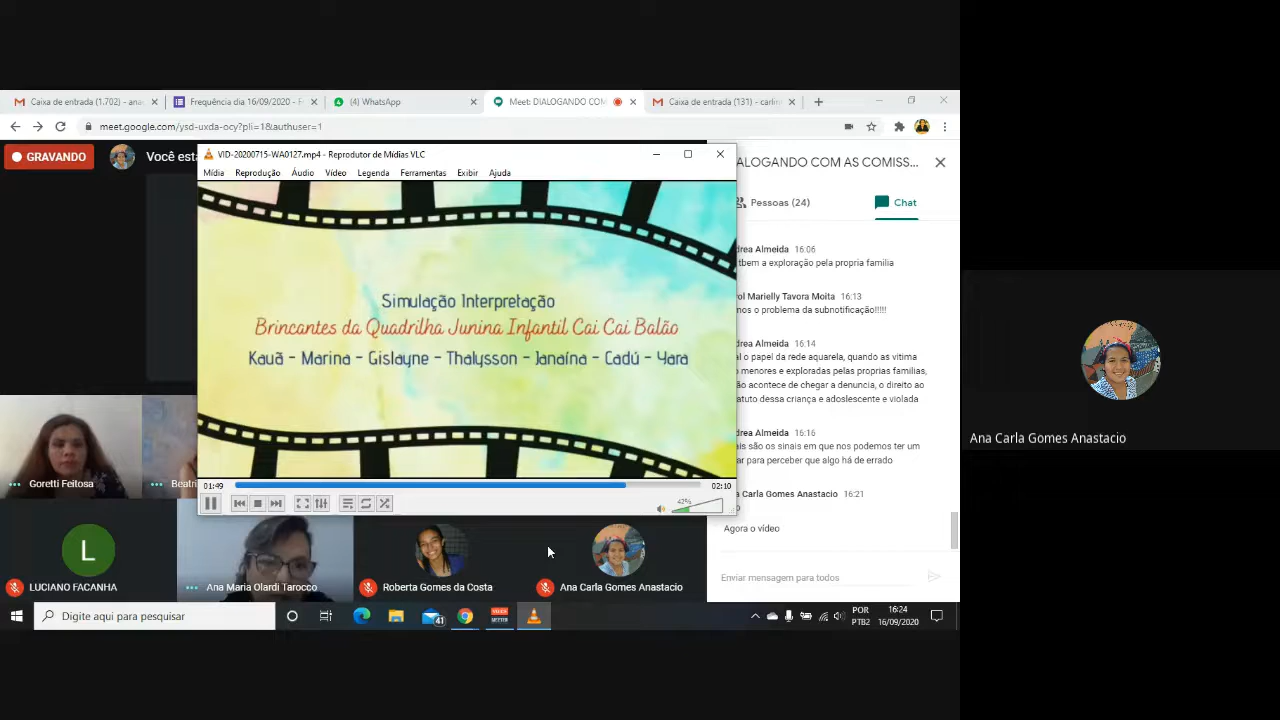 Caixa de entrada (1.702) - ana
Frequência dia 16/09/2020 - F
(4) WhatsApp
Meet: DIALOGANDO COM
Caixa de entrada (131) - carlin
meet.google.com/ysd-uxda-ocy?pli=1&authuser=1
GRAVANDO
Você est
VID-20200715-WA0127.mp4 - Reprodutor de Mídias VLC
Mídia Reprodução Áudio Vídeo Legenda Ferramentas Exibir Ajuda
Simulação Interpretação
Brincantes da Quadrilha Junina Infantil Cai Cai Balão
Kauã - Marina - Gislayne - Thalysson - Janaína - Cadú - Yara
01:49
02:10
42%
ALOGANDO COM AS COMISS...
Pessoas (24)
Chat
drea Almeida 16:06
tbem a exploração pela propria familia
ol Marielly Tavora Moita 16:13
mos o problema da subnotificação!!!!!
drea Almeida 16:14
al o papel da rede aquarela, quando as vitima
menores e exploradas pelas proprias familias,
ão acontece de chegar a denuncia, o direito ao
atuto dessa criança e adolescente e violada
drea Almeida 16:16
ais são os sinais em que nos podemos ter um
ar para perceber que algo há de errado
a Carla Gomes Anastacio 16:21
Agora o vídeo
Enviar mensagem para todos
Goretti Feitosa
Beatri
L
LUCIANO FACANHA
Ana Maria Olardi Tarocco
Roberta Gomes da Costa
Ana Carla Gomes Anastacio
Ana Carla Gomes Anastacio
Digite aqui para pesquisar
41
POR
PTB2
16:24
16/09/2020